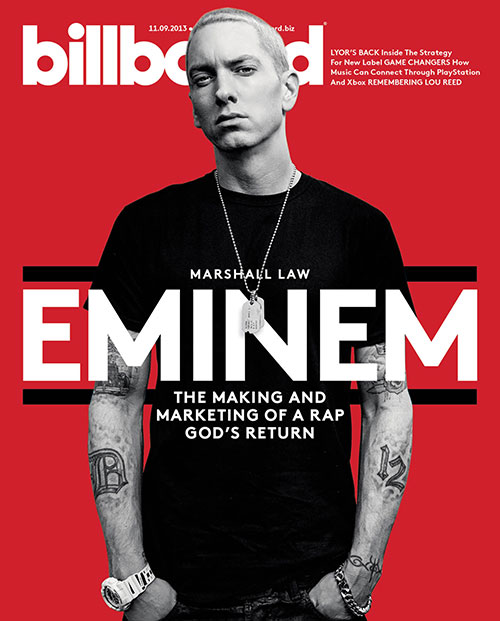 11.09.2013
billboard
LYOR'S BACK Inside The Strategy
For New Label GAME CHANGERS How
Music Can Connect Through PlayStation
And Xbox REMEMBERING LOU REED
MARSHALL LAW
EMINEM
THE MAKING AND
MARKETING OF A RAP
GOD'S RETURN
B
12